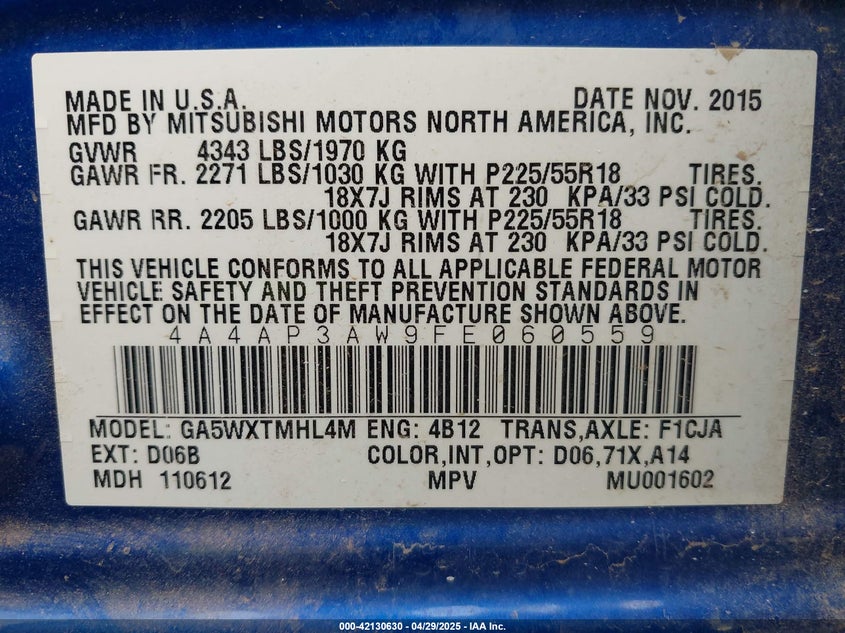 MADE IN U.S.A. DATE NOV. 2015
MFD BY MITSUBISHI MOTORS NORTH AMERICA, INC.
GVWR 4343 LBS/1970 KG
GAWR FR. 2271 LBS/1030 KG WITH P225/55R18 TIRES.
18X7J RIMS AT 230 KPA/33 PSI COLD.
GAWR RR. 2205 LBS/1000 KG WITH P225/55R18 TIRES.
18X7J RIMS AT 230 KPA/33 PSI COLD.
THIS VEHICLE CONFORMS TO ALL APPLICABLE FEDERAL MOTOR
VEHICLE SAFETY AND THEFT PREVENTION STANDARDS IN
EFFECT ON THE DATE OF MANUFACTURE SHOWN ABOVE.
4A4AP3AW9FE060559
MODEL: GA5WXTMHL4M ENG: 4B12 TRANS,AXLE: F1CJA
EXT: D06B COLOR,INT,OPT: D06,71X,A14
MDH 110612 MPV MU001602
000-42130630 - 04/29/2025 - IAA Inc.